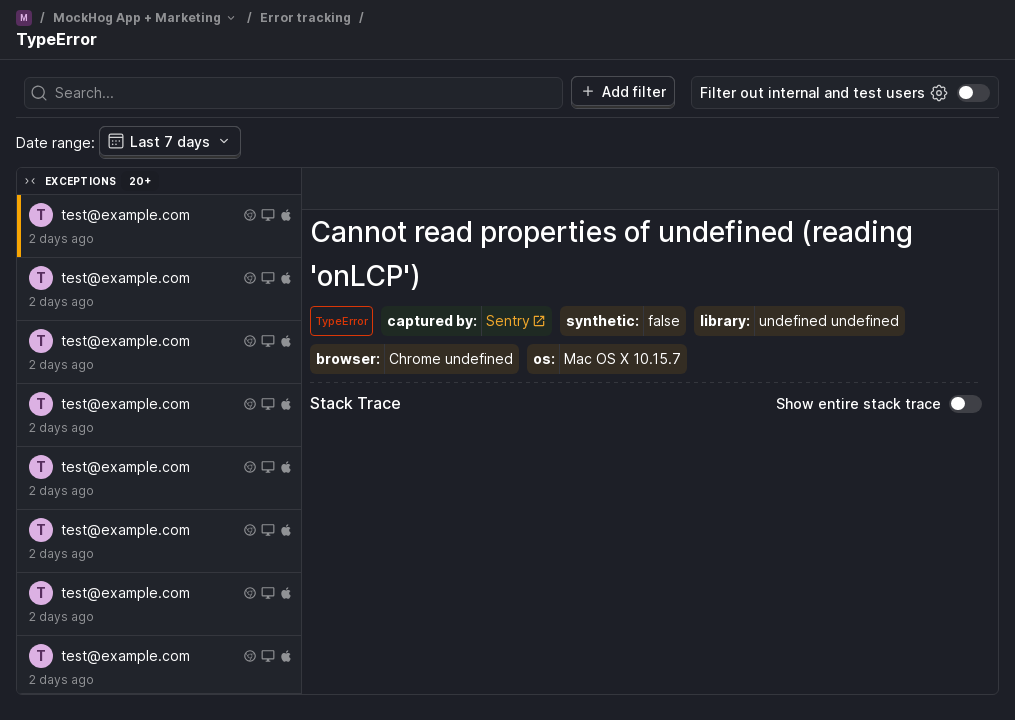 M / MockHog App + Marketing / Error tracking /
TypeError
Search...
Add filter
Filter out internal and test users
Date range: Last 7 days
EXCEPTIONS 20+
T test@example.com
2 days ago
T test@example.com
2 days ago
T test@example.com
2 days ago
T test@example.com
2 days ago
T test@example.com
2 days ago
T test@example.com
2 days ago
T test@example.com
2 days ago
T test@example.com
2 days ago
Cannot read properties of undefined (reading
'onLCP')
TypeError captured by: Sentry synthetic: false library: undefined undefined
browser: Chrome undefined os: Mac OS X 10.15.7
Stack Trace Show entire stack trace